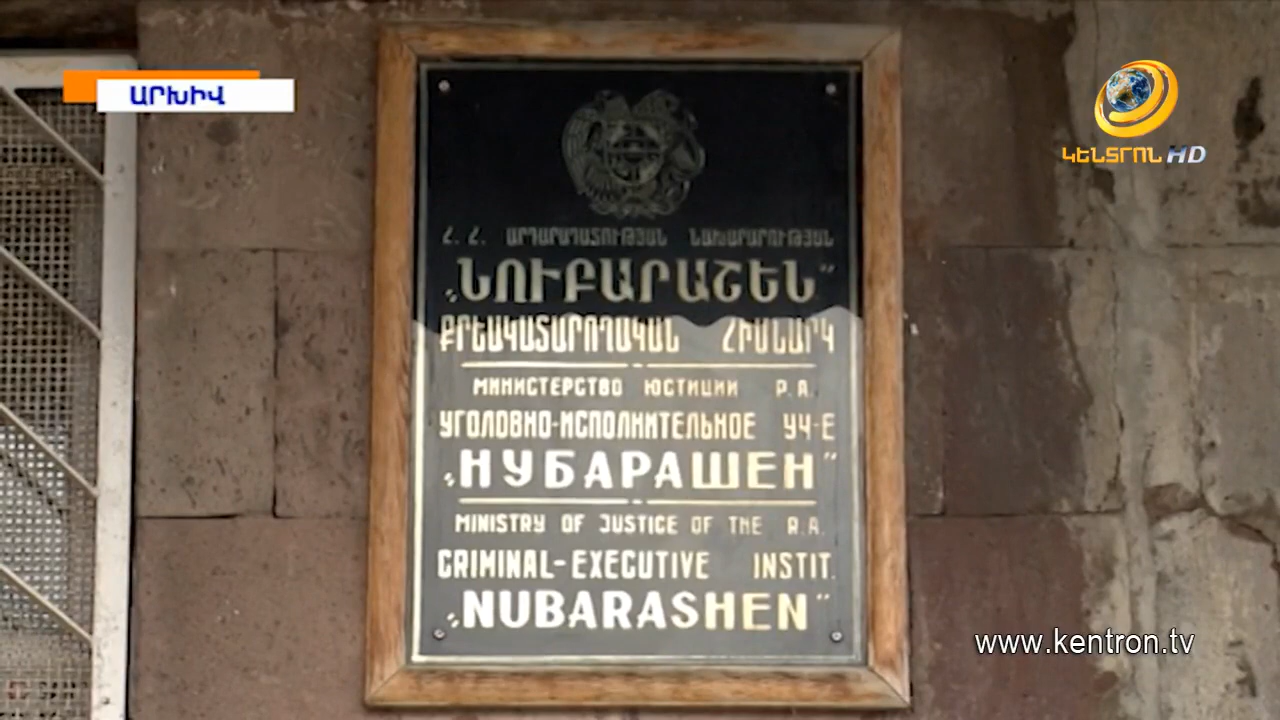 ԱՐԽԻՎ
ԿԵՆՏՐՈՆ HD
Հ. Հ. ԱՐԴԱՐԱԴԱՏՈՒԹՅԱՆ ՆԱԽԱՐԱՐՈՒԹՅԱՆ
„ՆՈՒԲԱՐԱՇԵՆ”
ՔՐԵԱԿԱՏԱՐՈՂԱԿԱՆ ՀԻՄՆԱՐԿ
МИНИСТЕРСТВО ЮСТИЦИИ Р.А.
УГОЛОВНО-ИСПОЛНИТЕЛЬНОЕ УЧ-Е
„НУБАРАШЕН”
MINISTRY OF JUSTICE OF THE R.A.
CRIMINAL-EXECUTIVE INSTIT.
„NUBARASHEN”
www.kentron.tv